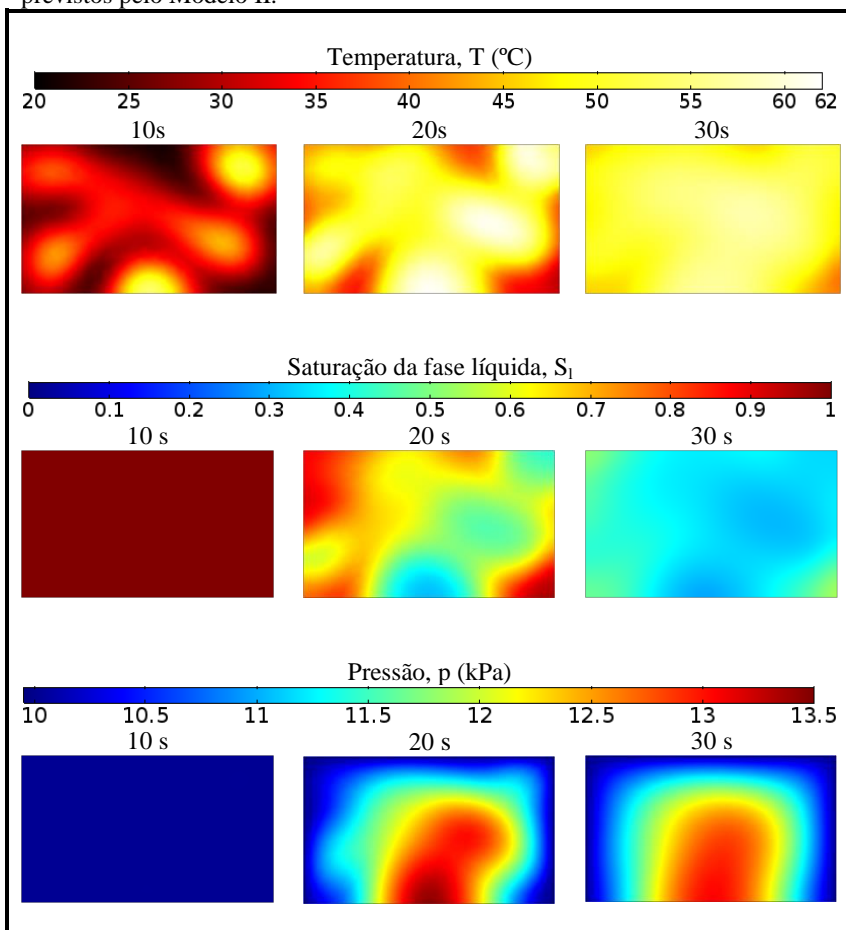 previstos pelo Modelo II.
Temperatura, T (ºC)
20 25 30 35 40 45 50 55 60 62
10s 20s 30s
Saturação da fase líquida, Sₗ
0 0.1 0.2 0.3 0.4 0.5 0.6 0.7 0.8 0.9 1
10 s 20 s 30 s
Pressão, p (kPa)
10 10.5 11 11.5 12 12.5 13 13.5
10 s 20 s 30 s